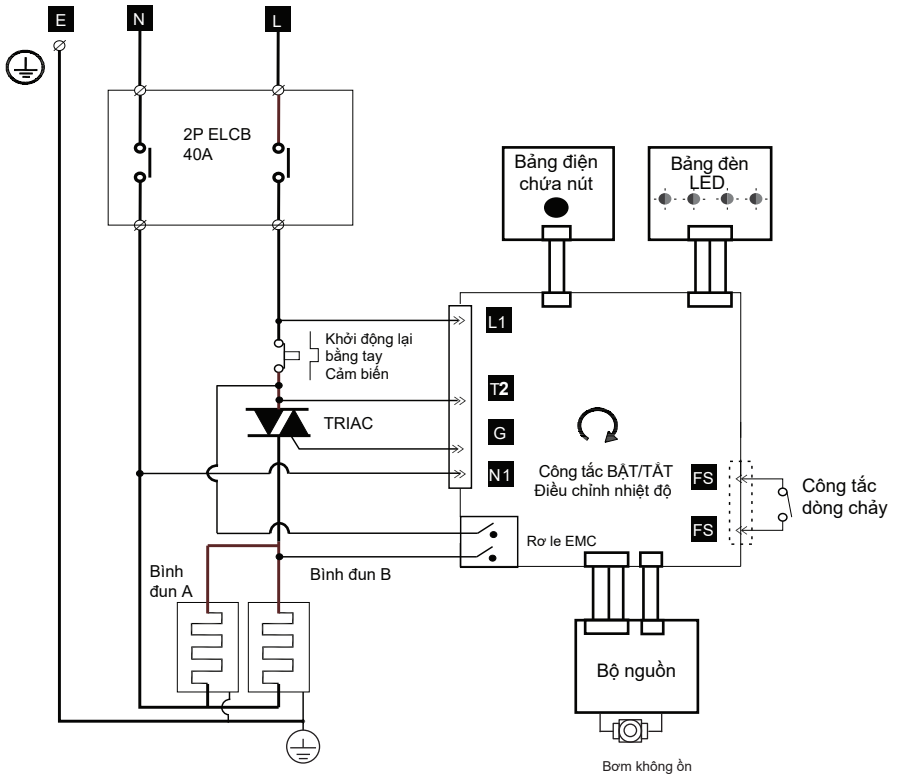 E
N
L
2P ELCB
40A
Bảng điện
chứa nút
Bảng đèn
LED
L1
Khởi động lại
bằng tay
Cảm biến
T2
TRIAC
G
N1
Công tắc BẬT/TẮT
Điều chỉnh nhiệt độ
FS
FS
Công tắc
dòng chảy
Rơ le EMC
Bình
đun A
Bình đun B
Bộ nguồn
Bơm không ồn